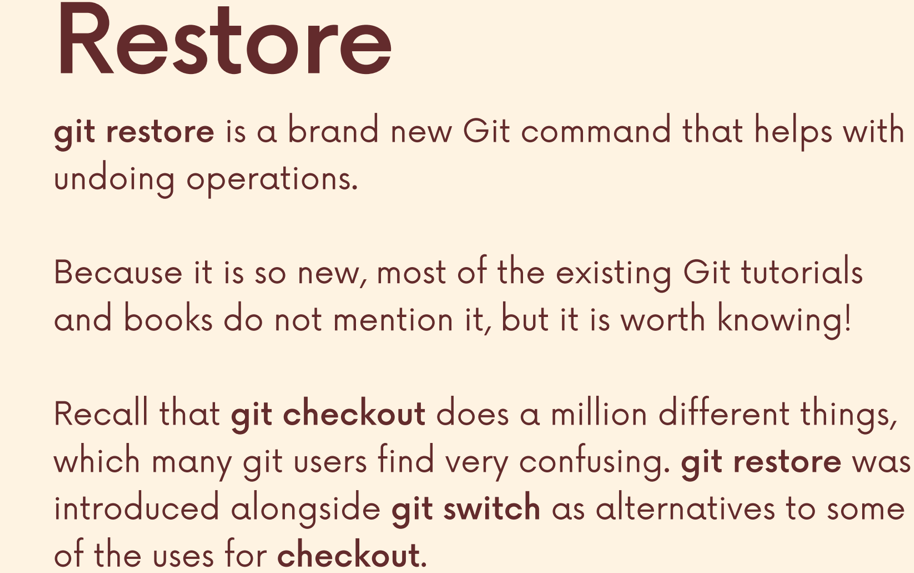 Restore
git restore is a brand new Git command that helps with
undoing operations.
Because it is so new, most of the existing Git tutorials
and books do not mention it, but it is worth knowing!
Recall that git checkout does a million different things,
which many git users find very confusing. git restore was
introduced alongside git switch as alternatives to some
of the uses for checkout.